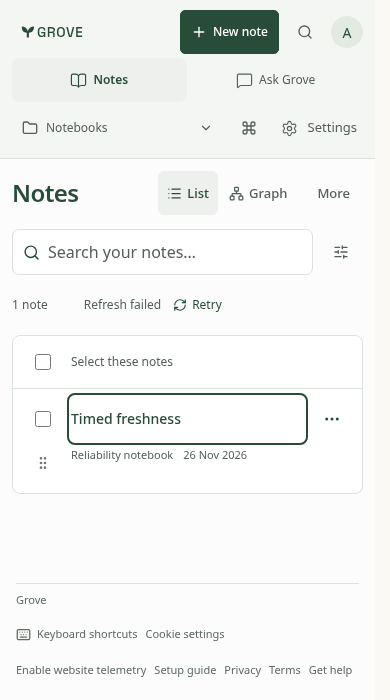 GROVE
New note
A
Notes
Ask Grove
Notebooks
Settings
Notes
List
Graph
More
Search your notes...
1 note
Refresh failed
Retry
Select these notes
Timed freshness
Reliability notebook 26 Nov 2026
Grove
Keyboard shortcuts Cookie settings
Enable website telemetry Setup guide Privacy Terms Get help